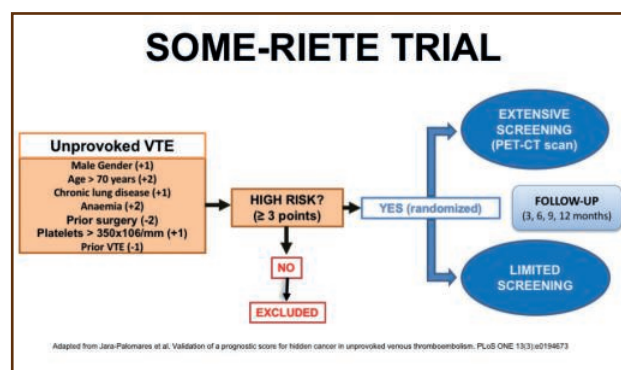 SOME-RIETE TRIAL
Unprovoked VTE
Male Gender (+1)
Age > 70 years (+2)
Chronic lung disease (+1)
Anaemia (+2)
Prior surgery (-2)
Platelets > 350x106/mm (+1)
Prior VTE (-1)
HIGH RISK?
(≥ 3 points)
NO
EXCLUDED
YES (randomized)
EXTENSIVE
SCREENING
(PET-CT scan)
FOLLOW-UP
(3, 6, 9, 12 months)
LIMITED
SCREENING
Adapted from Jara-Palomares et al. Validation of a prognostic score for hidden cancer in unprovoked venous thromboembolism. PLoS ONE 13(3):e0194673